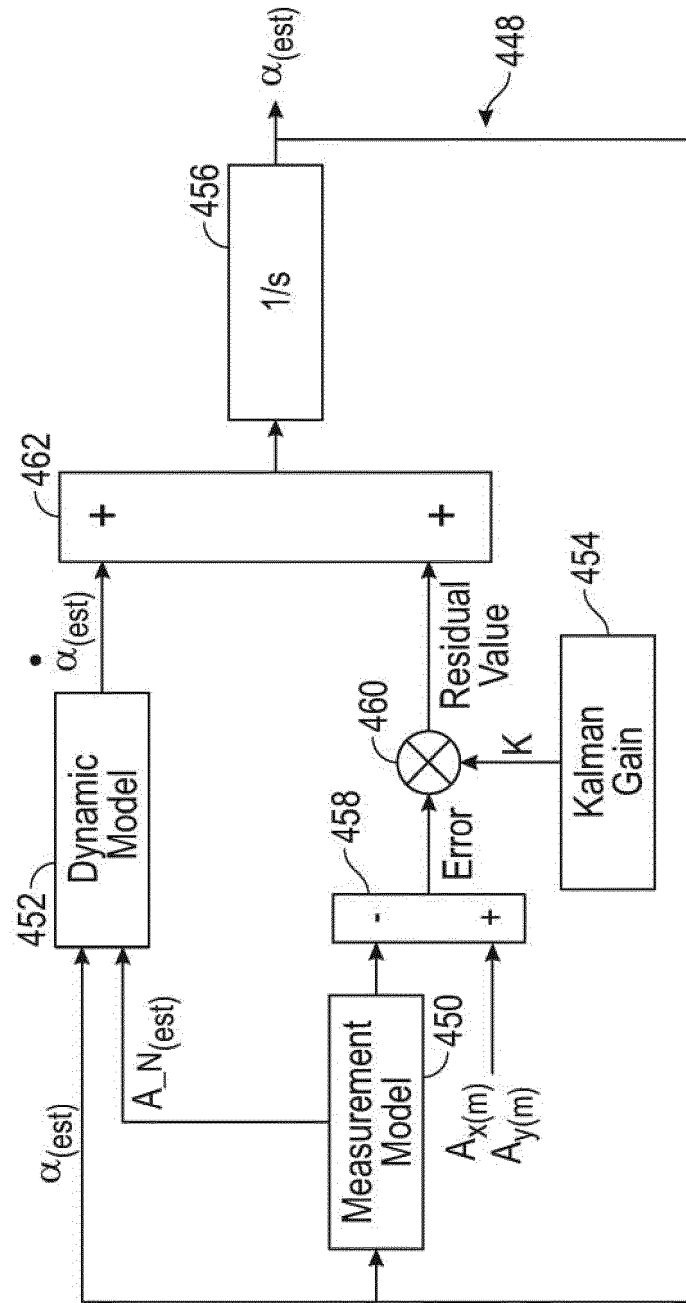 α(est)
452
Dynamic
Model
α̇(est)
462
+
+
456
1/s
α(est)
448
A_N(est)
Measurement
Model
450
Ax(m)
Ay(m)
458
-
+
Error
460
Residual
Value
K
Kalman
Gain
454